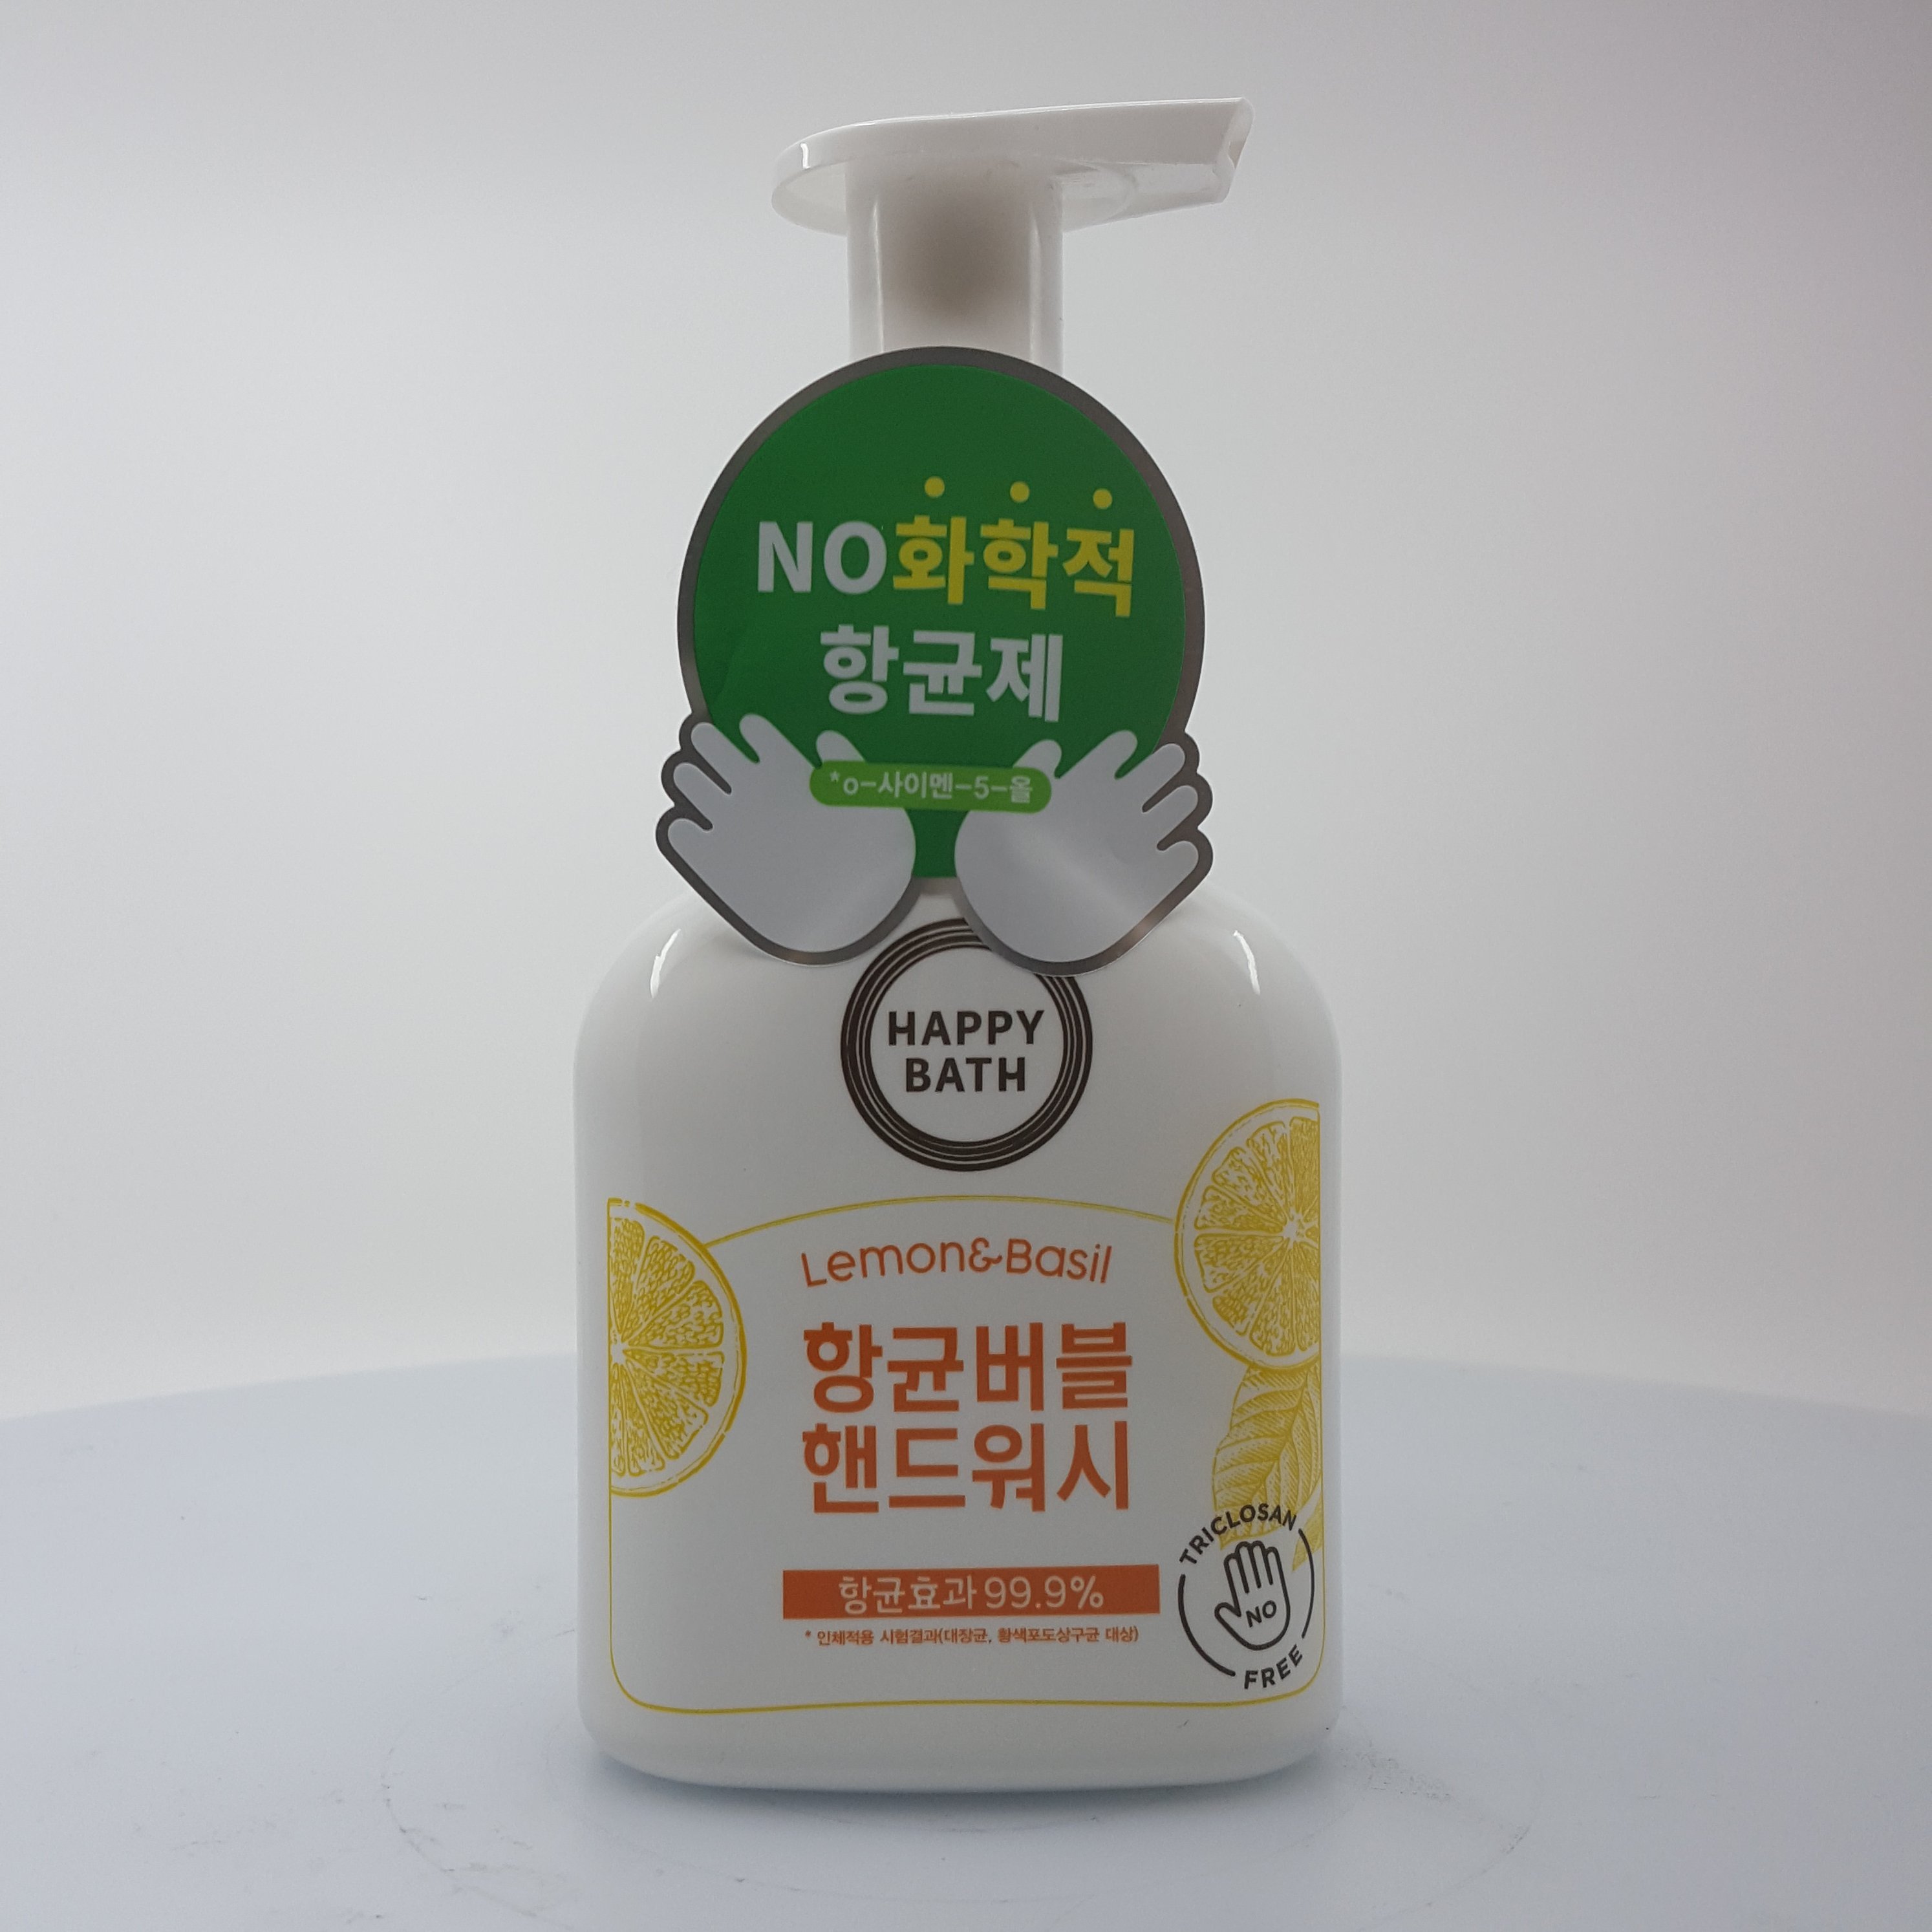 NO화학적
항균제
*o-사이멘-5-올
HAPPY
BATH
Lemon&Basil
항균버블
핸드워시
항균효과 99.9%
* 인체적용 시험결과(대장균, 황색포도상구균 대상)
TRICLOSAN
NO
FREE